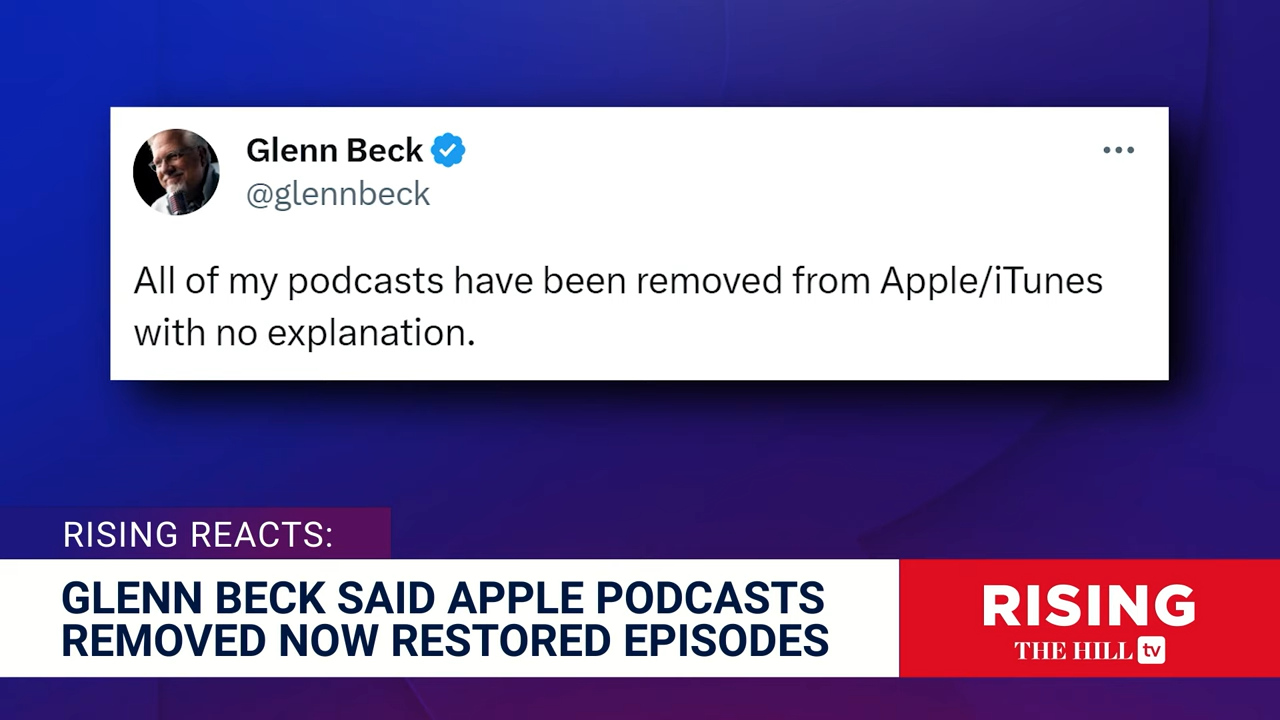 Glenn Beck
@glennbeck
All of my podcasts have been removed from Apple/iTunes
with no explanation.
RISING REACTS:
GLENN BECK SAID APPLE PODCASTS
REMOVED NOW RESTORED EPISODES
RISING
THE HILL tv